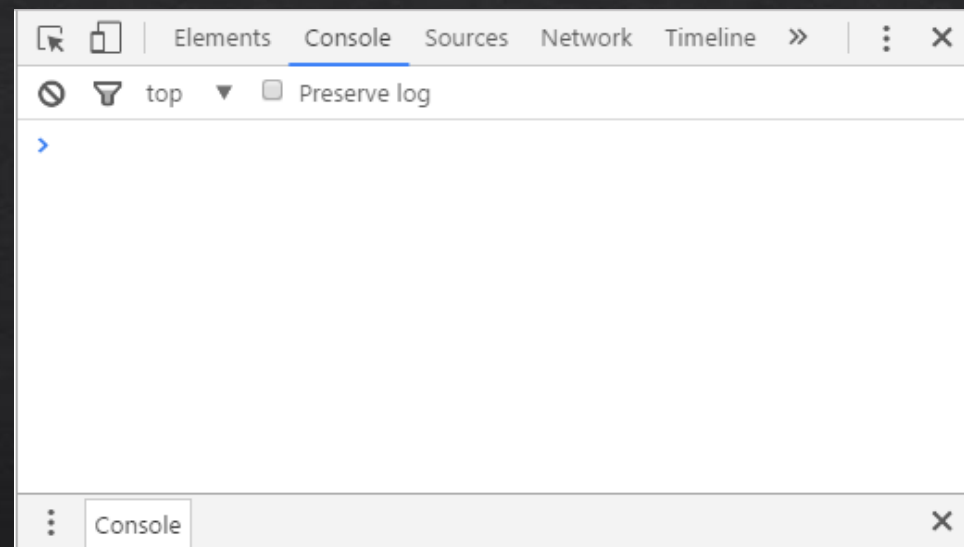 Elements Console Sources Network Timeline »
top ▼ Preserve log
>
Console